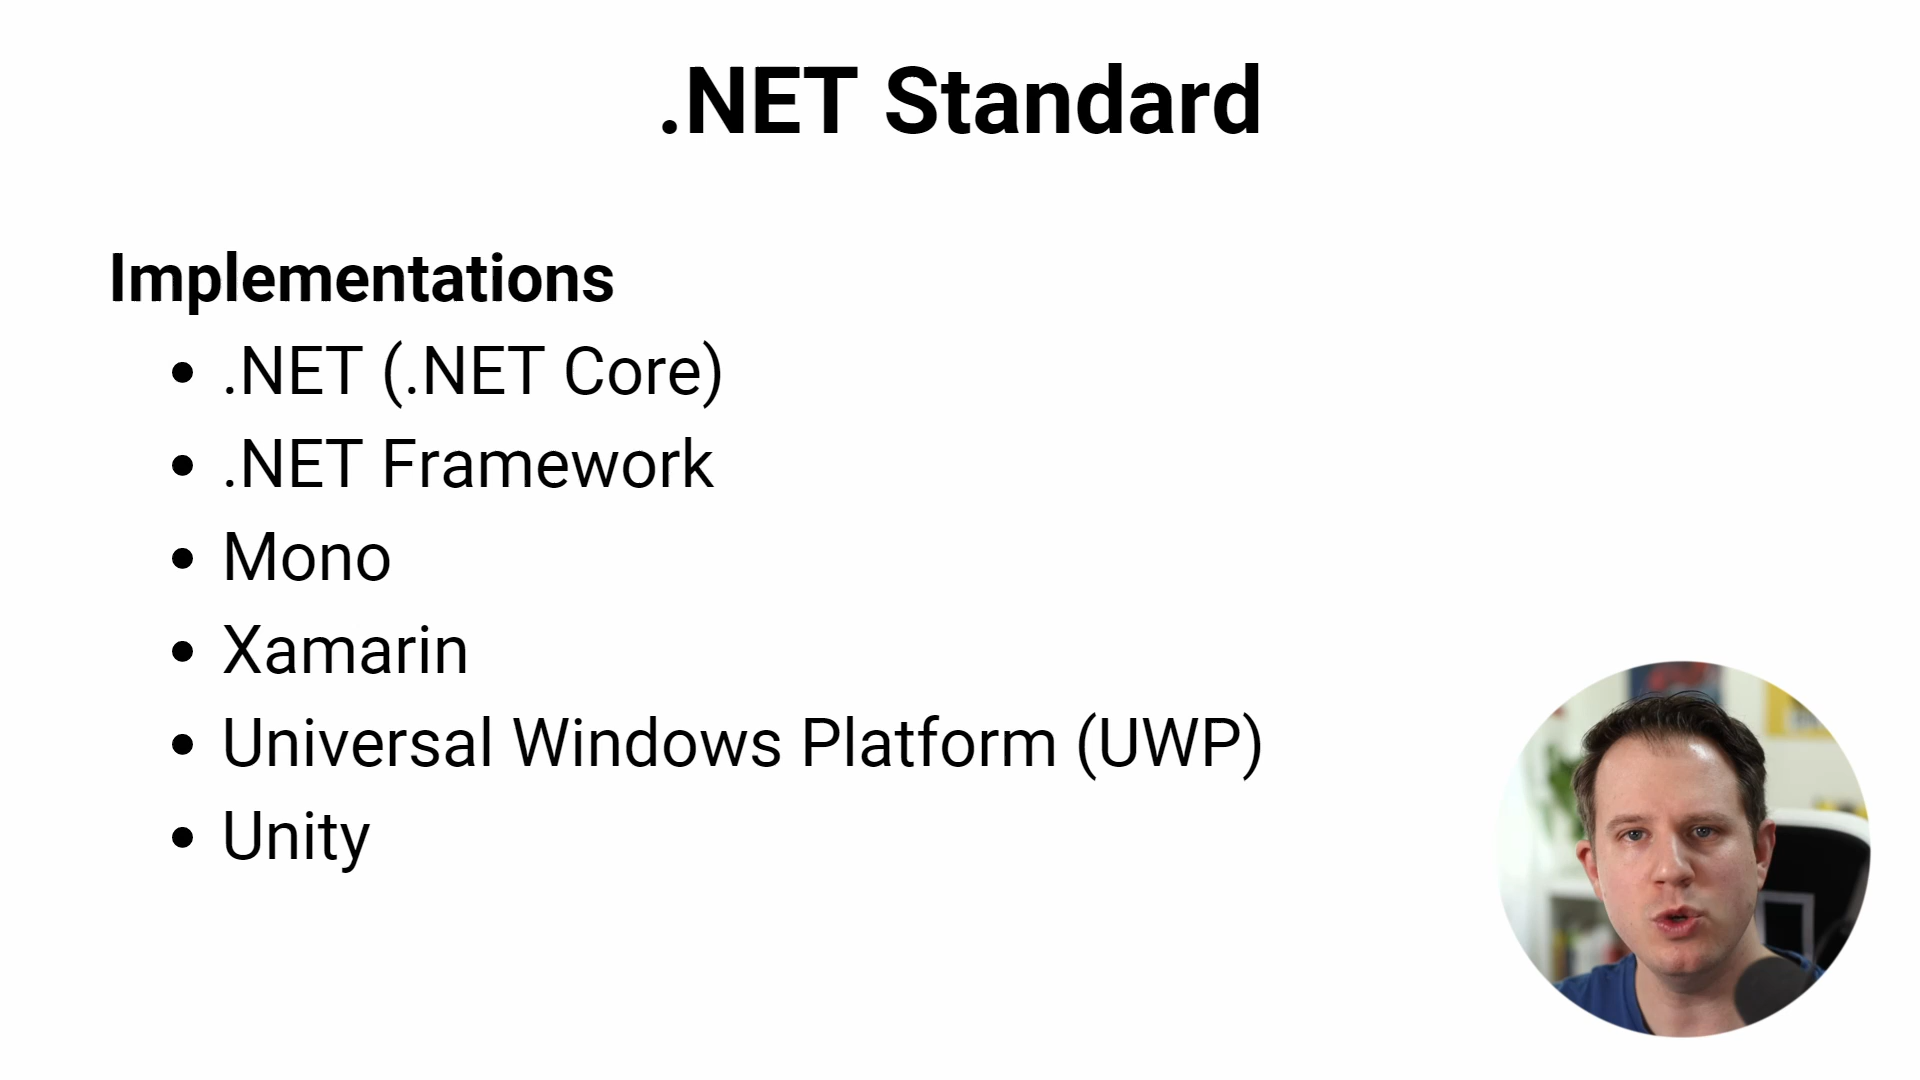 .NET Standard
Implementations
• .NET (.NET Core)
• .NET Framework
• Mono
• Xamarin
• Universal Windows Platform (UWP)
• Unity